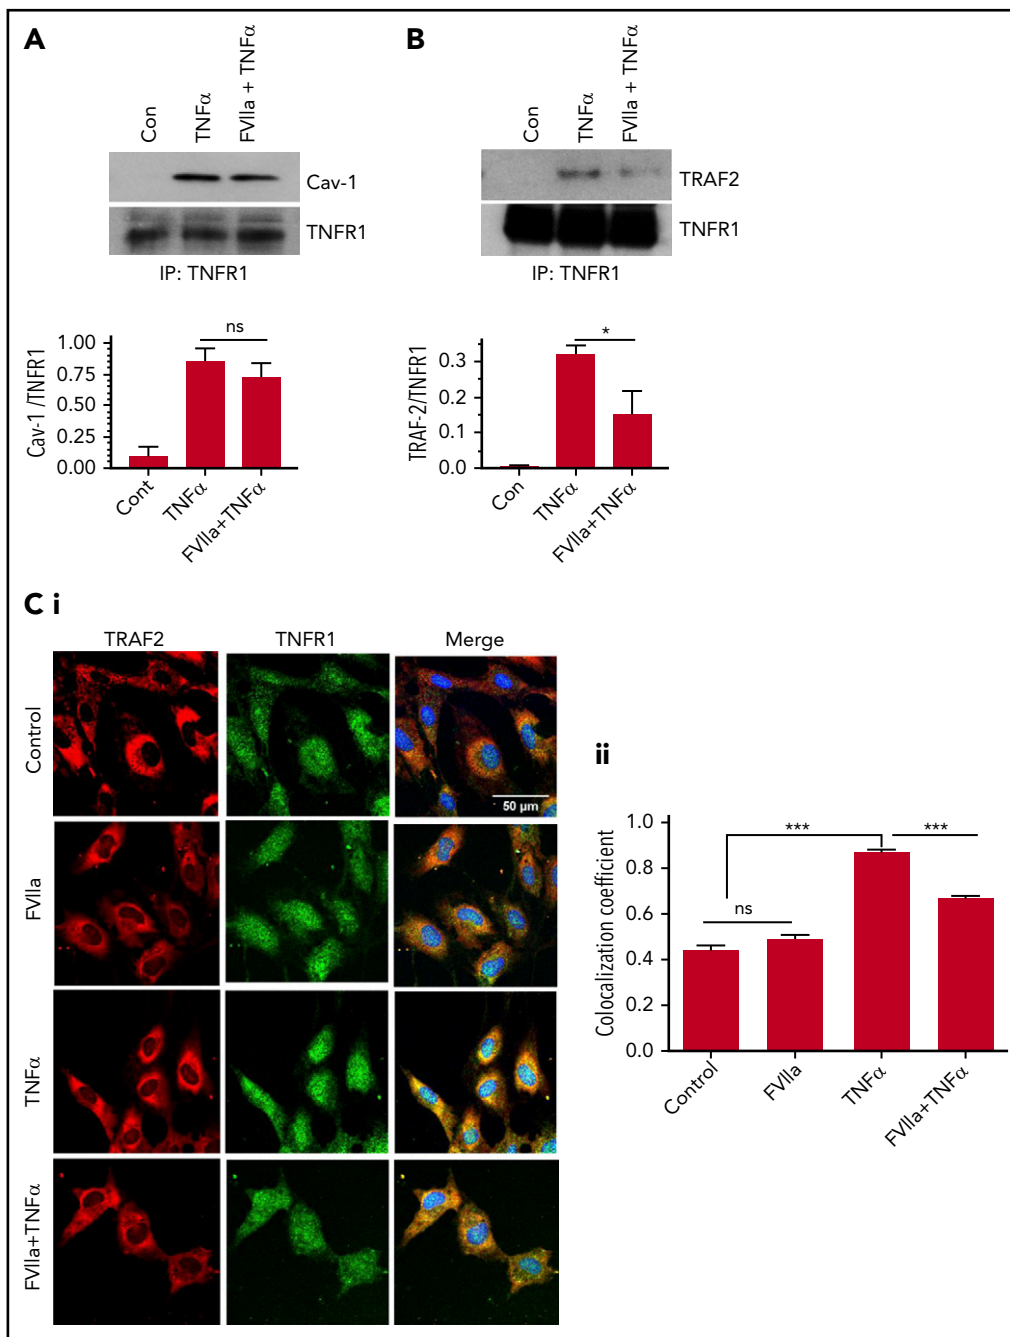 A
Con
TNFα
FVIIa + TNFα
Cav-1
TNFR1
IP: TNFR1
1.00
0.75
0.50
0.25
0.00
Cav-1 /TNFR1
ns
Cont
TNFα
FVIIa+TNFα
B
Con
TNFα
FVIIa + TNFα
TRAF2
TNFR1
IP: TNFR1
0.3
0.2
0.1
0.0
TRAF-2/TNFR1
*
Con
TNFα
FVIIa+TNFα
C i
TRAF2
TNFR1
Merge
Control
50 µm
FVIIa
TNFα
FVIIa+TNFα
ii
1.0
0.8
0.6
0.4
0.2
0.0
Colocalization coefficient
ns
***
***
Control
FVIIa
TNFα
FVIIa+TNFα